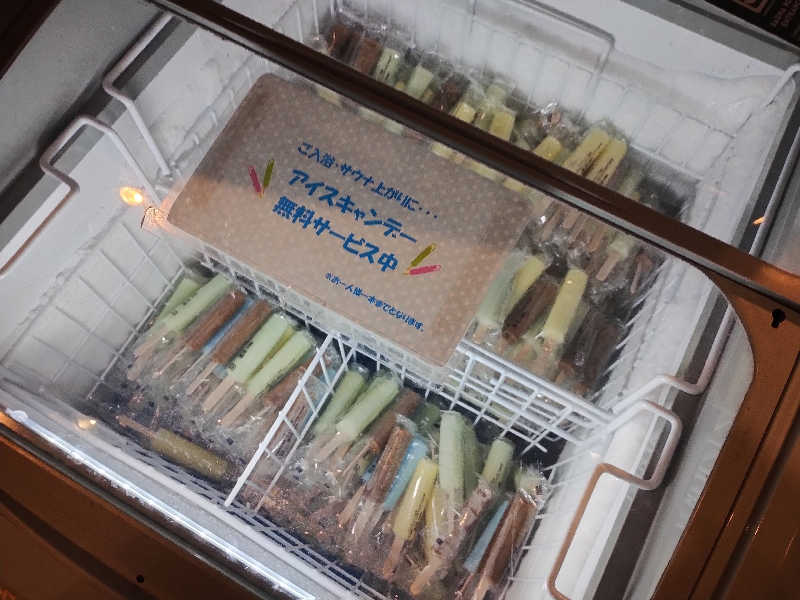 ご入浴・サウナ上がりに・・・
アイスキャンデー
無料サービス中
※お一人様一本までとなります。